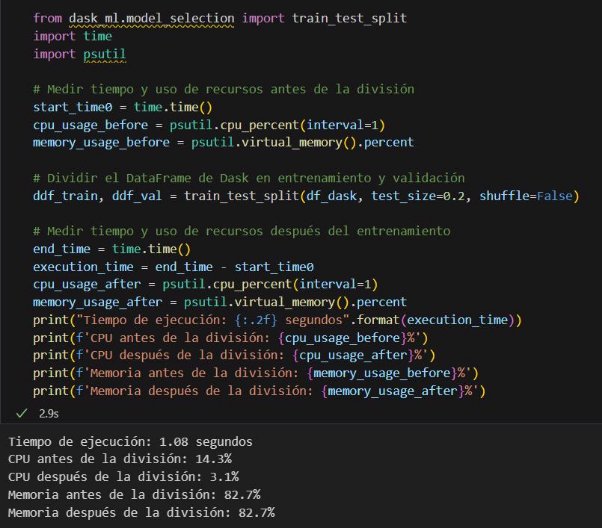 from dask_ml.model_selection import train_test_split
import time
import psutil
# Medir tiempo y uso de recursos antes de la división
start_time0 = time.time()
cpu_usage_before = psutil.cpu_percent(interval=1)
memory_usage_before = psutil.virtual_memory().percent
# Dividir el DataFrame de Dask en entrenamiento y validación
ddf_train, ddf_val = train_test_split(df_dask, test_size=0.2, shuffle=False)
# Medir tiempo y uso de recursos después del entrenamiento
end_time = time.time()
execution_time = end_time - start_time0
cpu_usage_after = psutil.cpu_percent(interval=1)
memory_usage_after = psutil.virtual_memory().percent
print("Tiempo de ejecución: {:.2f} segundos".format(execution_time))
print(f'CPU antes de la división: {cpu_usage_before}%')
print(f'CPU después de la división: {cpu_usage_after}%')
print(f'Memoria antes de la división: {memory_usage_before}%')
print(f'Memoria después de la división: {memory_usage_after}%')
✓ 2.9s
Tiempo de ejecución: 1.08 segundos
CPU antes de la división: 14.3%
CPU después de la división: 3.1%
Memoria antes de la división: 82.7%
Memoria después de la división: 82.7%